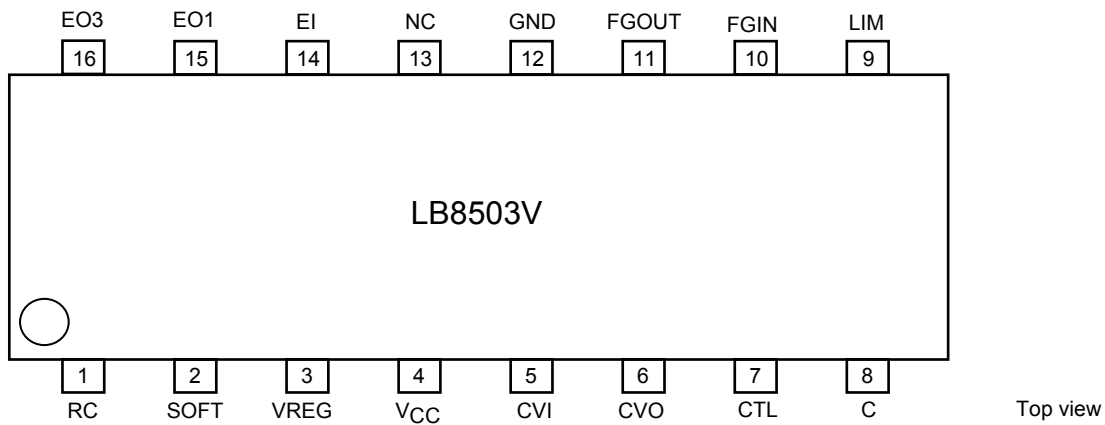 EO3 EO1 EI NC GND FGOUT FGIN LIM
16 15 14 13 12 11 10 9
LB8503V
1 2 3 4 5 6 7 8
RC SOFT VREG VCC CVI CVO CTL C Top view